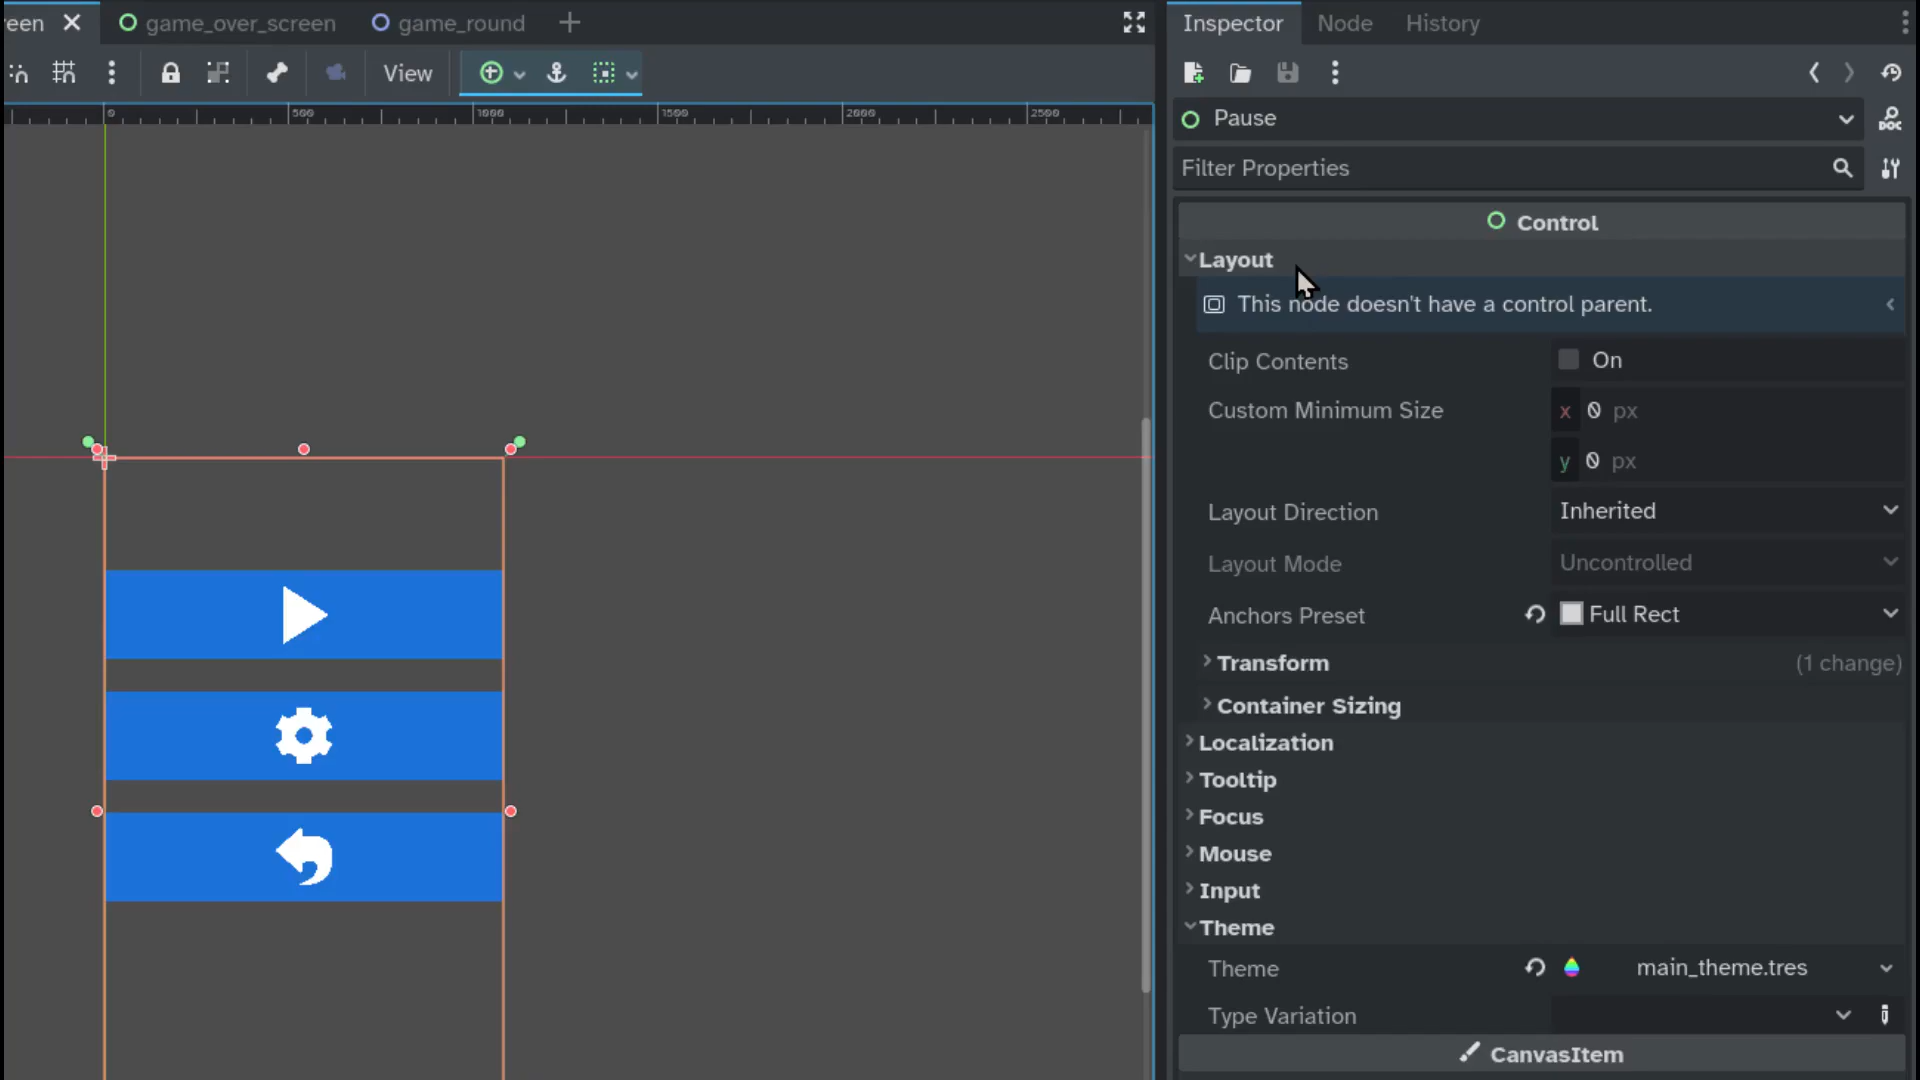 een
game_over_screen
game_round
Inspector
Node
History
View
0
500
1000
1500
2000
2500
Pause
DOC
Filter Properties
Control
Layout
This node doesn't have a control parent.
Clip Contents
On
Custom Minimum Size
x 0 px
y 0 px
Layout Direction
Inherited
Layout Mode
Uncontrolled
Anchors Preset
Full Rect
Transform
(1 change)
Container Sizing
Localization
Tooltip
Focus
Mouse
Input
Theme
Theme
main_theme.tres
Type Variation
CanvasItem